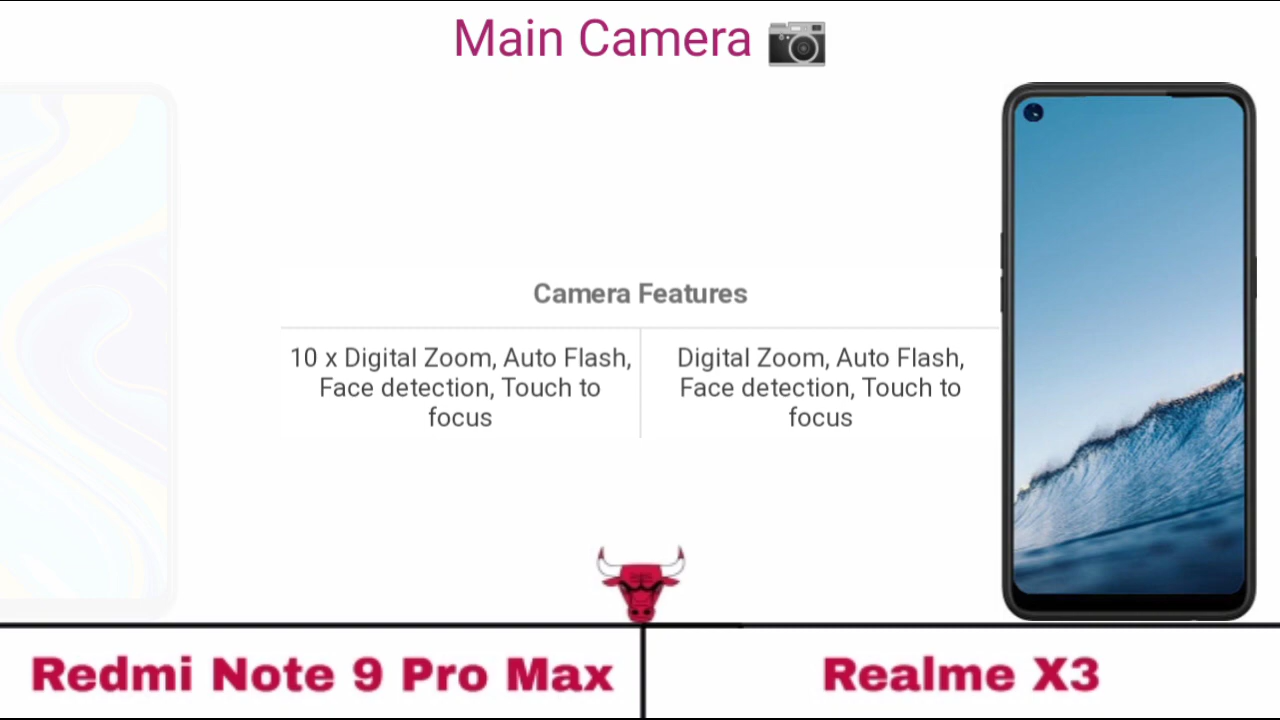 Main Camera
Camera Features
10 x Digital Zoom, Auto Flash,
Face detection, Touch to
focus
Digital Zoom, Auto Flash,
Face detection, Touch to
focus
Redmi Note 9 Pro Max
Realme X3